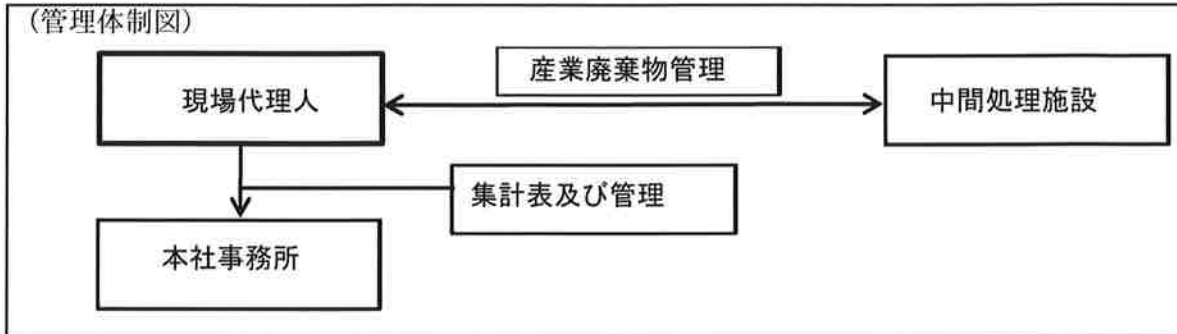 (管理体制図)
産業廃棄物管理
現場代理人
中間処理施設
集計表及び管理
本社事務所